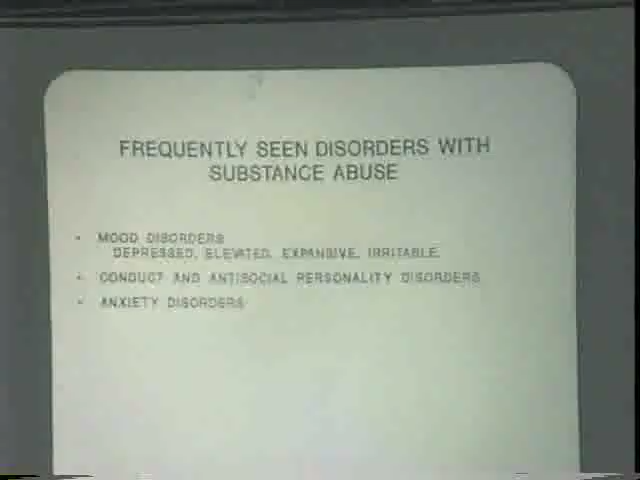 FREQUENTLY SEEN DISORDERS WITH
SUBSTANCE ABUSE
• MOOD DISORDERS
DEPRESSED, ELEVATED, EXPANSIVE, IRRITABLE.
• CONDUCT AND ANTISOCIAL PERSONALITY DISORDERS
• ANXIETY DISORDERS